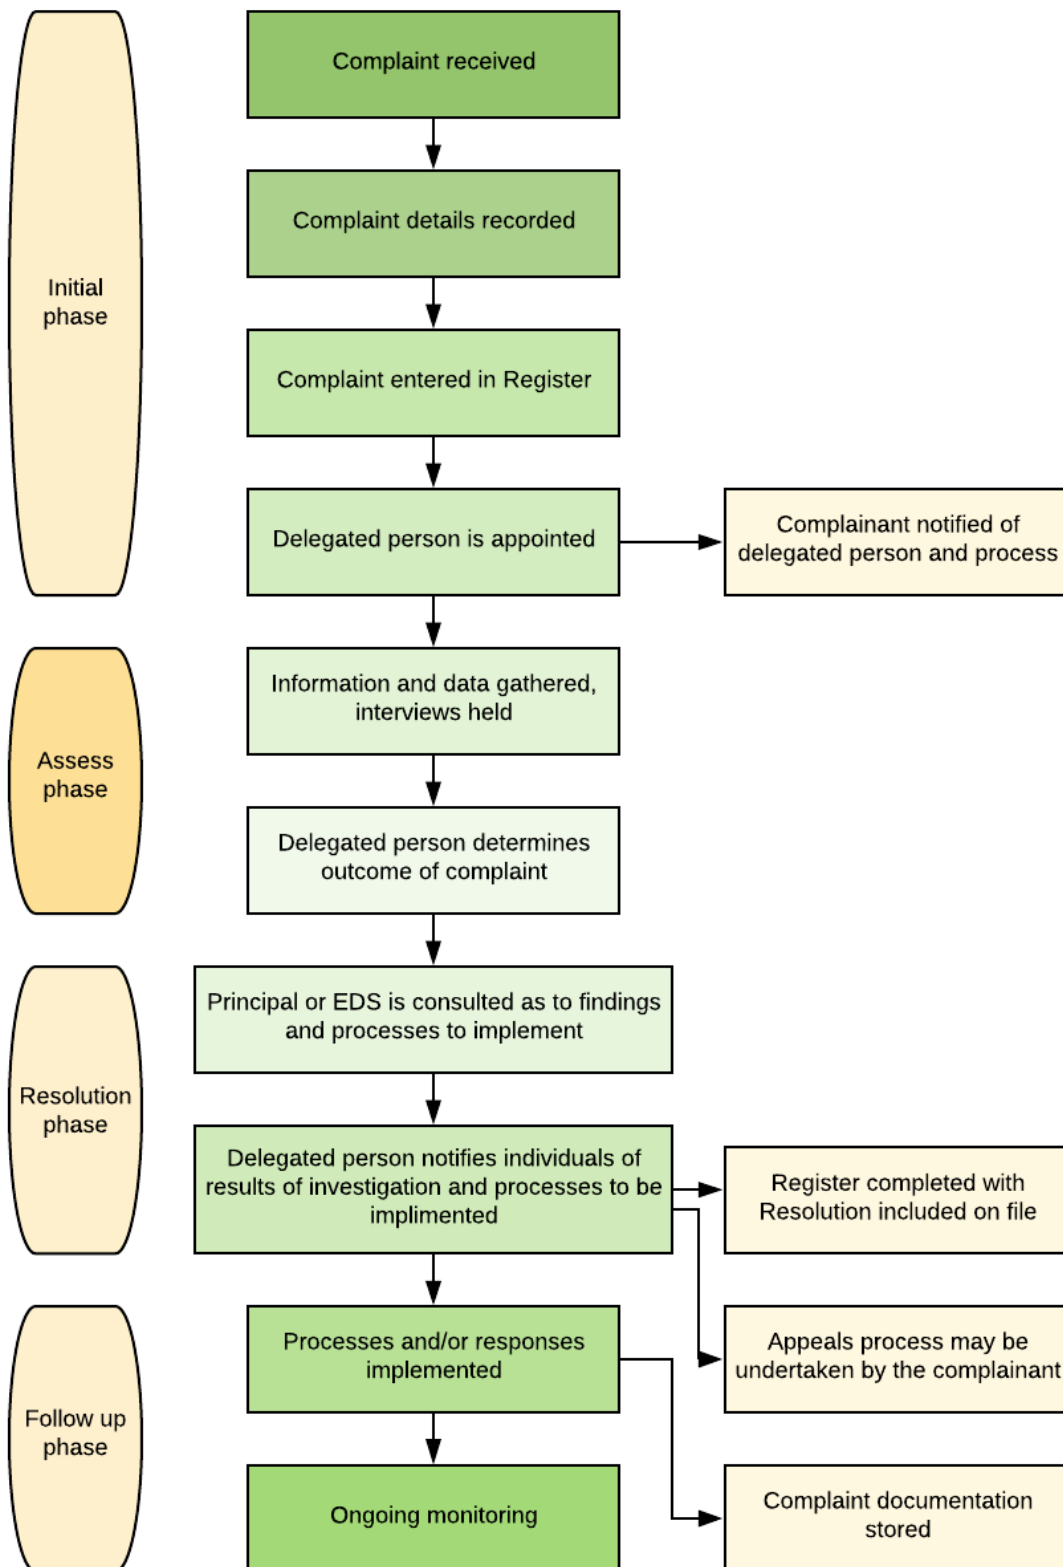 Complaint received
Complaint details recorded
Initial
phase
Complaint entered in Register
Delegated person is appointed
Complainant notified of
delegated person and process
Information and data gathered,
interviews held
Assess
phase
Delegated person determines
outcome of complaint
Principal or EDS is consulted as to findings
and processes to implement
Resolution
phase
Delegated person notifies individuals of
results of investigation and processes to be
implimented
Register completed with
Resolution included on file
Processes and/or responses
implemented
Appeals process may be
undertaken by the complainant
Follow up
phase
Ongoing monitoring
Complaint documentation
stored